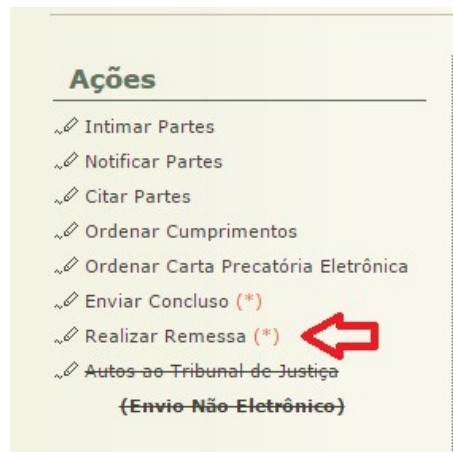 Ações
Intimar Partes
Notificar Partes
Citar Partes
Ordenar Cumprimentos
Ordenar Carta Precatória Eletrônica
Enviar Concluso (*)
Realizar Remessa (*)
Autos ao Tribunal de Justiça
(Envio Não Eletrônico)